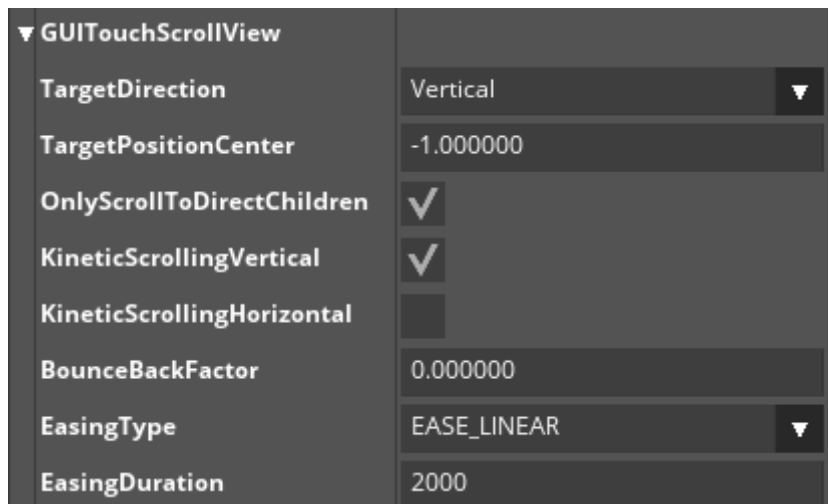 GUITouchScrollView
TargetDirection Vertical
TargetPositionCenter -1.000000
OnlyScrollToDirectChildren
KineticScrollingVertical
KineticScrollingHorizontal
BounceBackFactor 0.000000
EasingType EASE_LINEAR
EasingDuration 2000